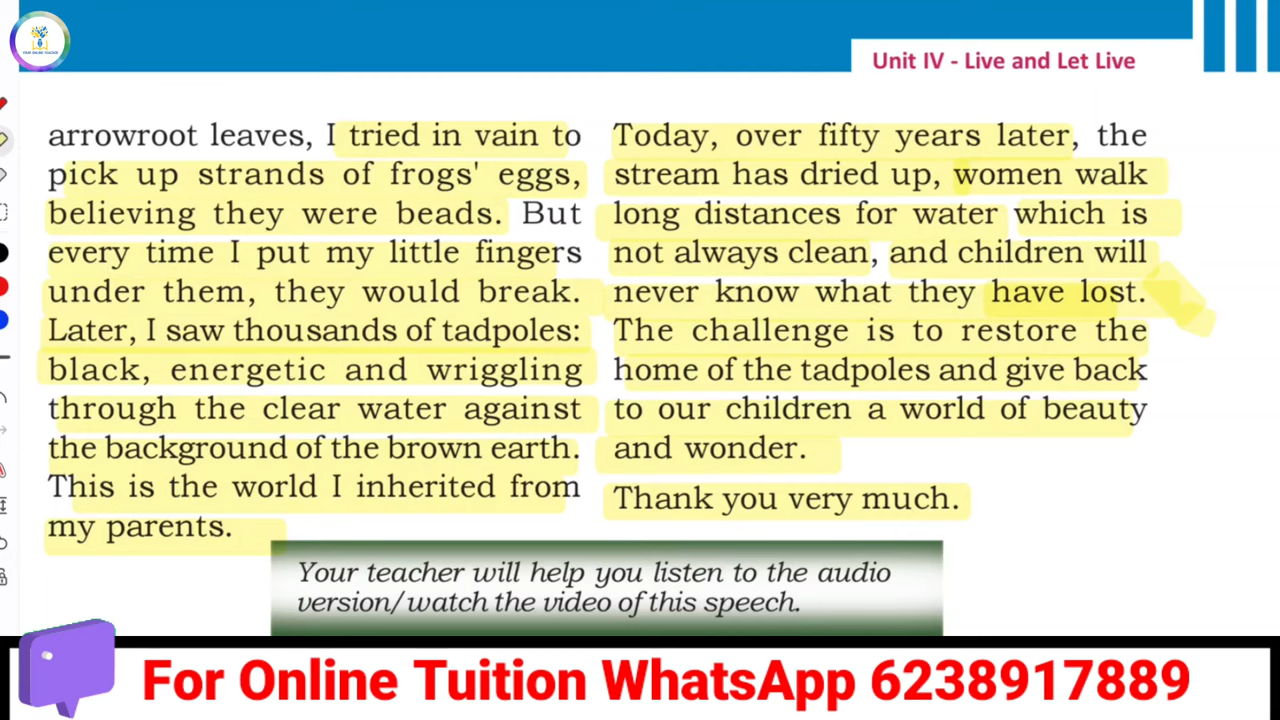 Unit IV - Live and Let Live
arrowroot leaves, I tried in vain to
pick up strands of frogs' eggs,
believing they were beads. But
every time I put my little fingers
under them, they would break.
Later, I saw thousands of tadpoles:
black, energetic and wriggling
through the clear water against
the background of the brown earth.
This is the world I inherited from
my parents.
Today, over fifty years later, the
stream has dried up, women walk
long distances for water which is
not always clean, and children will
never know what they have lost.
The challenge is to restore the
home of the tadpoles and give back
to our children a world of beauty
and wonder.
Thank you very much.
Your teacher will help you listen to the audio
version/watch the video of this speech.
For Online Tuition WhatsApp 6238917889